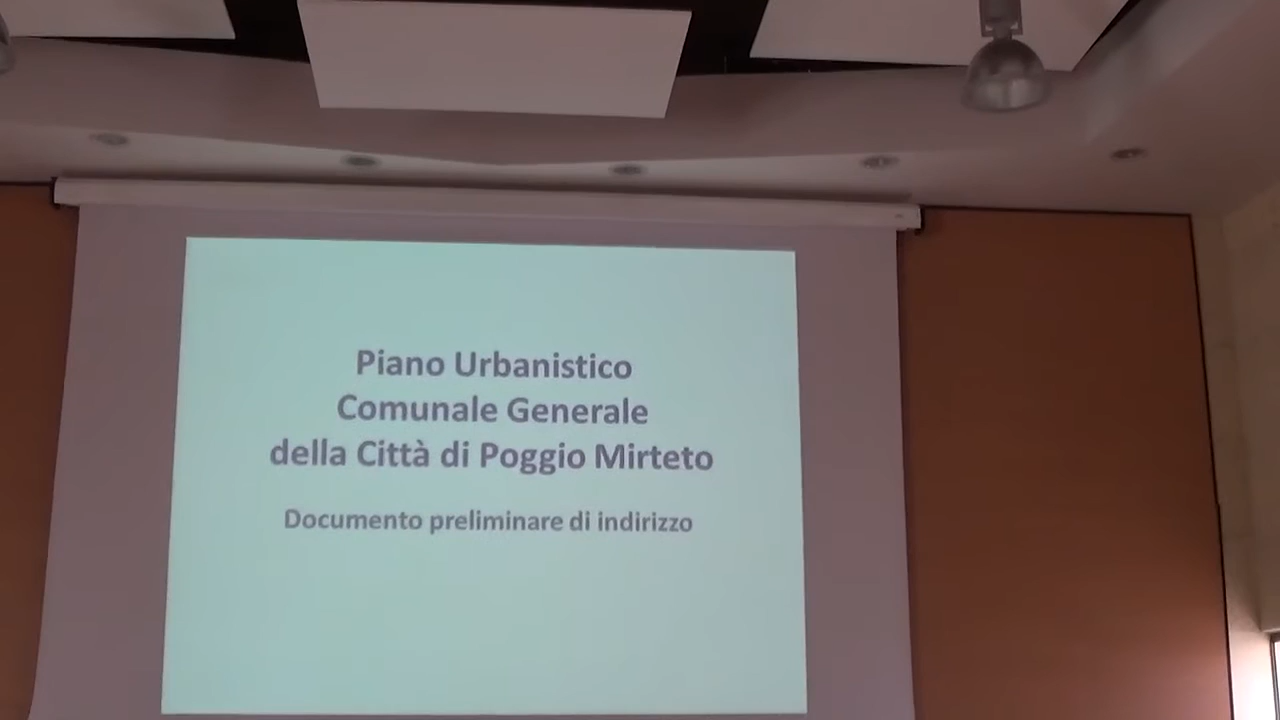 Piano Urbanistico
Comunale Generale
della Città di Poggio Mirteto
Documento preliminare di indirizzo